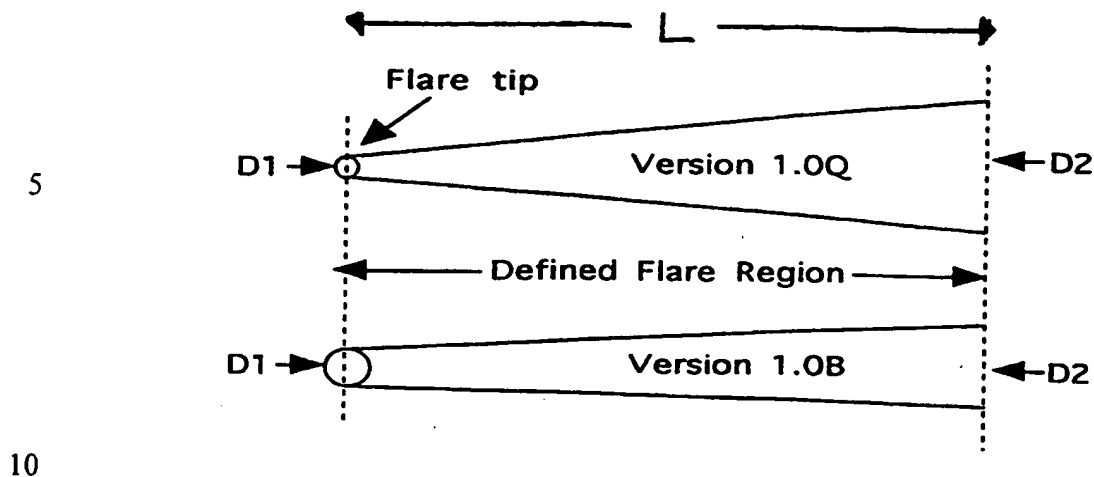 L
Flare tip
D1 Version 1.0Q D2
5
Defined Flare Region
D1 Version 1.0B D2
10